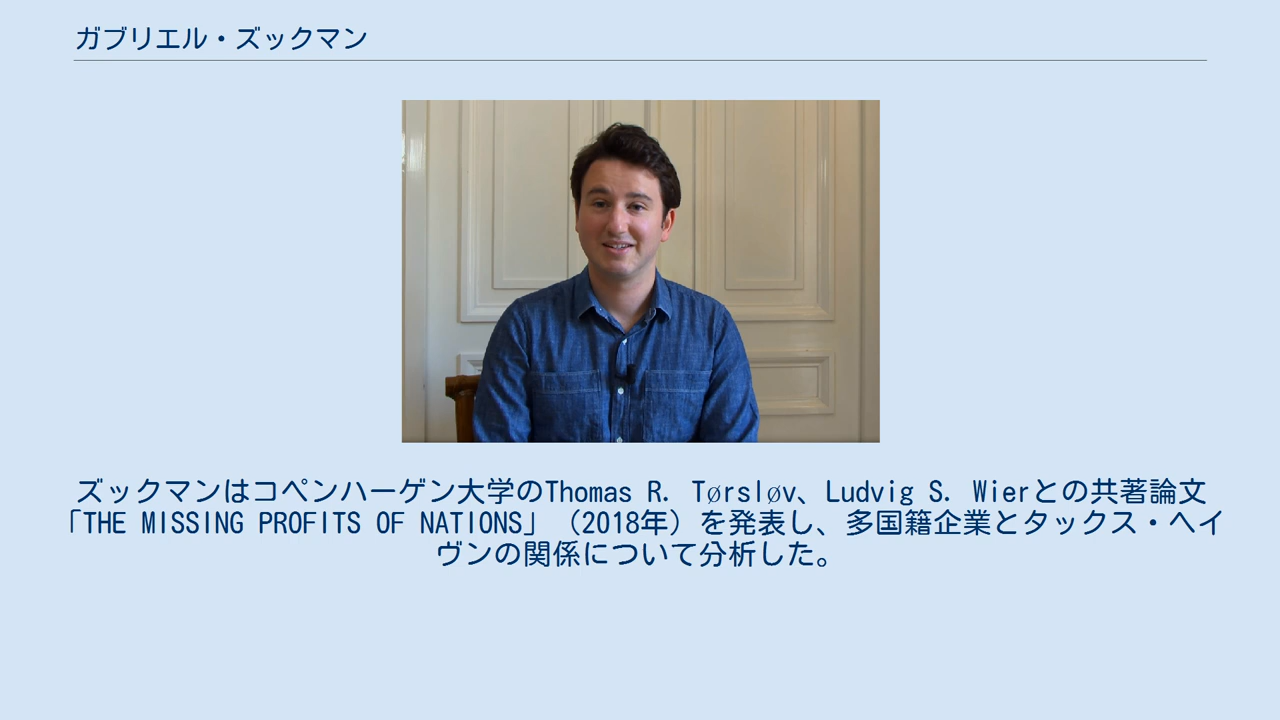 ガブリエル・ズックマン
ズックマンはコペンハーゲン大学のThomas R. Tørsløv、Ludvig S. Wierとの共著論文
「THE MISSING PROFITS OF NATIONS」（2018年）を発表し、多国籍企業とタックス・ヘイ
ヴンの関係について分析した。